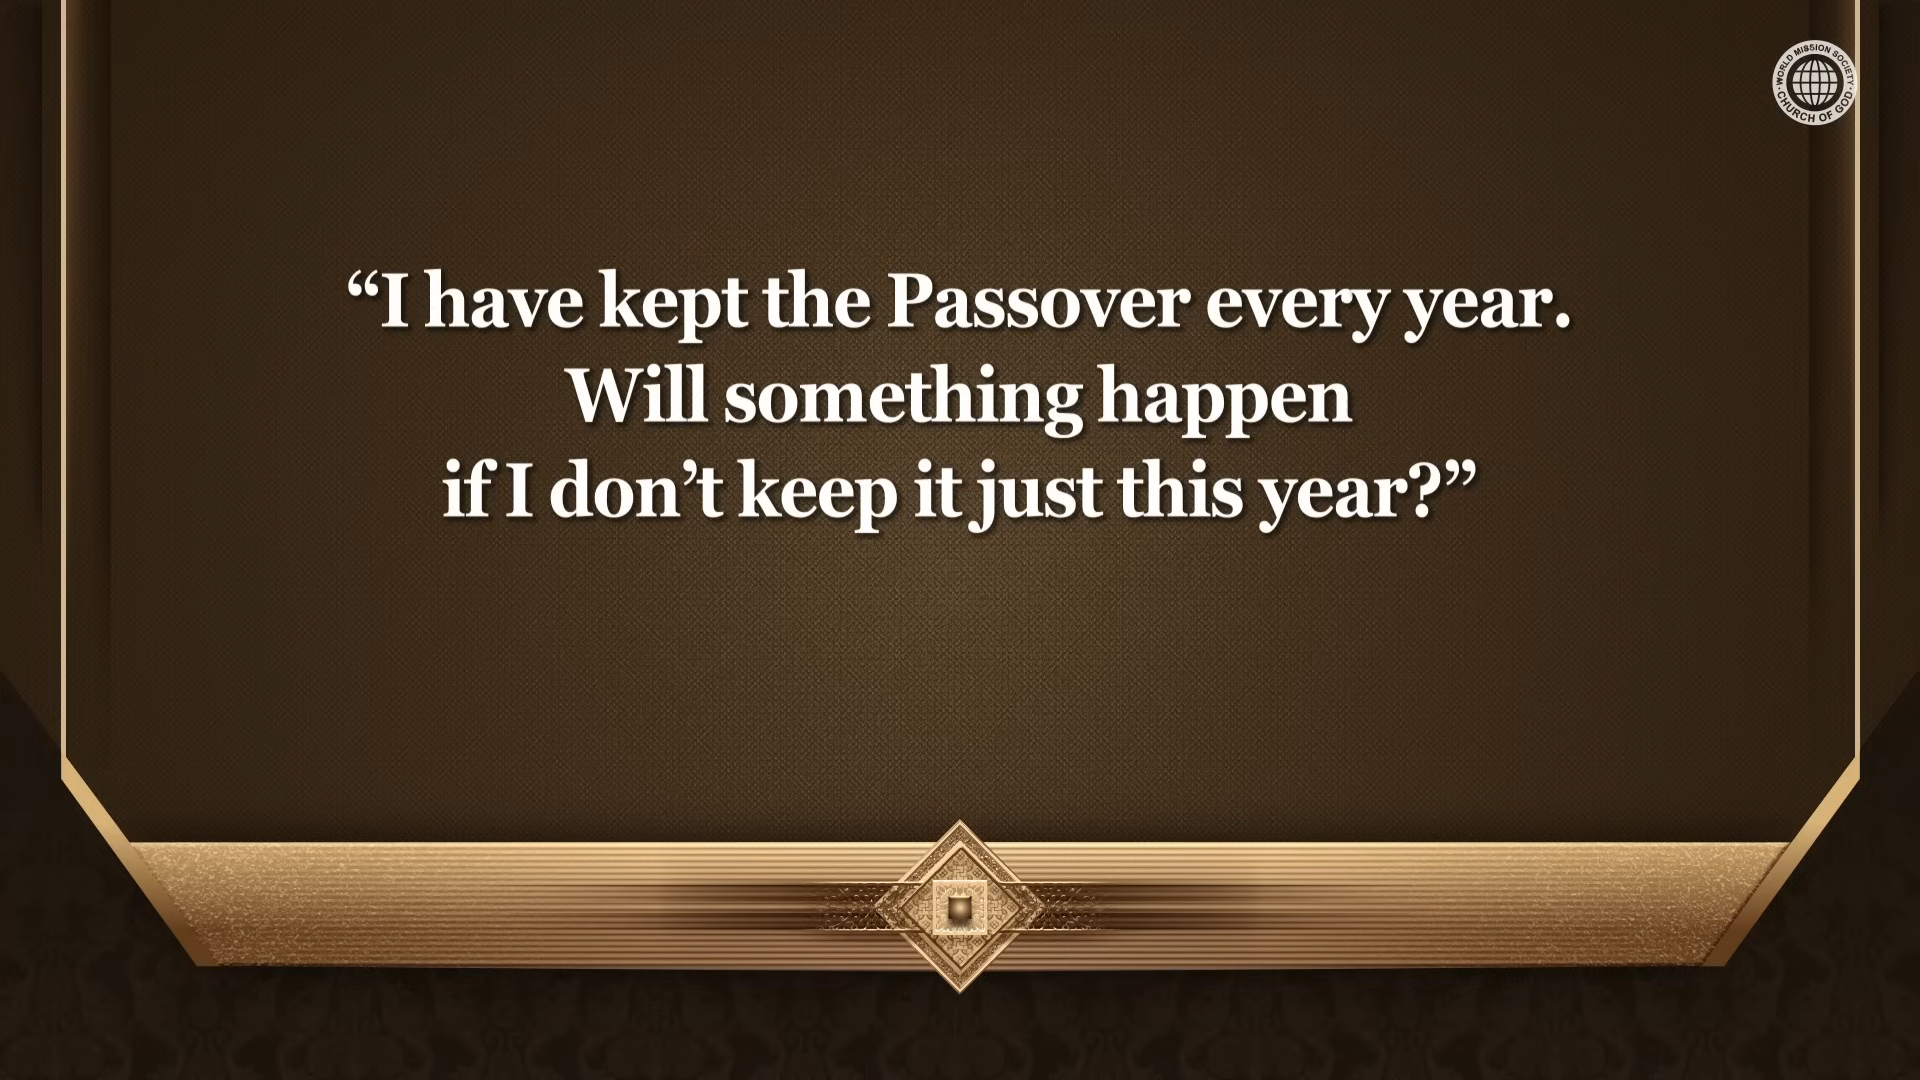 WORLD MISSION SOCIETY
CHURCH OF GOD
“I have kept the Passover every year.
Will something happen
if I don’t keep it just this year?”